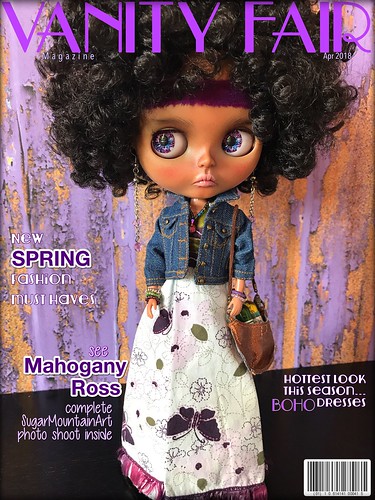 VANITY FAIR
Magazine
Apr 2018
NEW
SPRING
FASHION
MUST HAVES
see
Mahogany
Ross
complete
SugarMountainArt
photo shoot inside
HOTTEST LOOK
THIS SEASON...
BOHO DRESSES